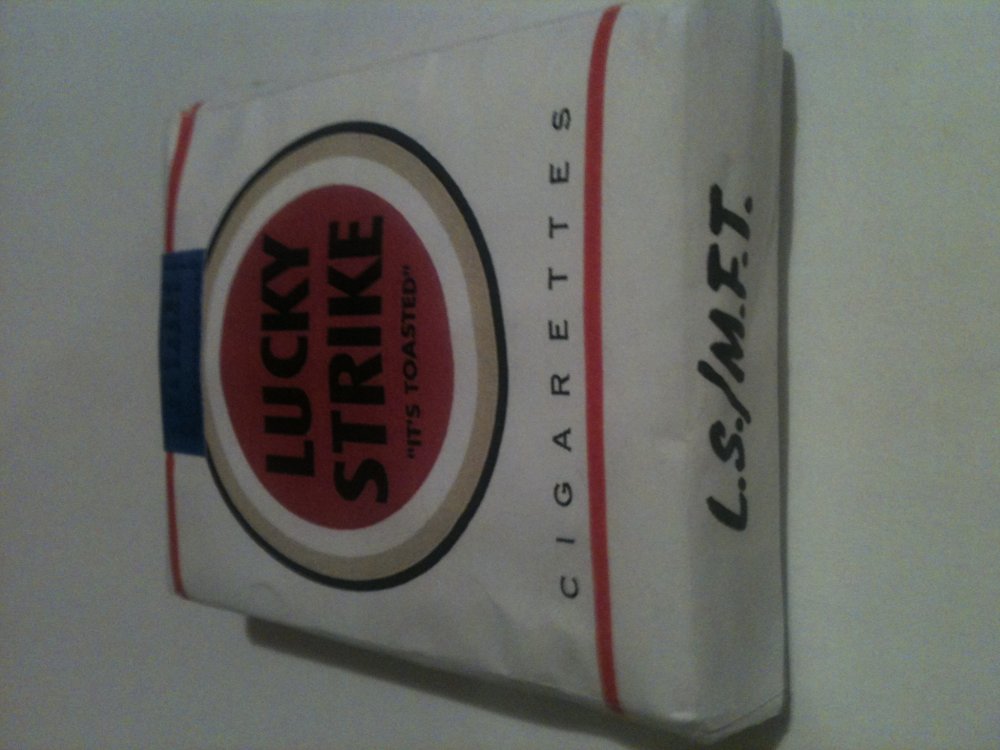 LUCKY
STRIKE
"IT'S TOASTED"
CIGARETTES
L.S./M.F.T.